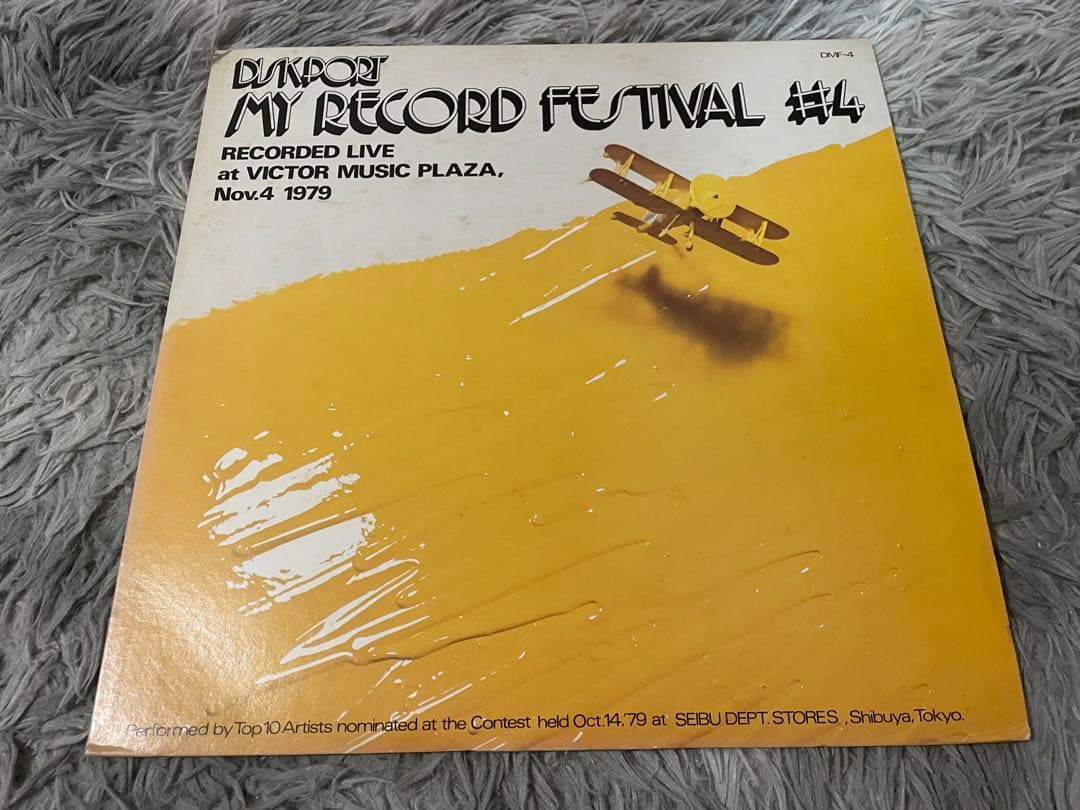 DMF-4
DISKPORT
MY RECORD FESTIVAL #4
RECORDED LIVE
at VICTOR MUSIC PLAZA,
Nov.4 1979
Performed by Top 10 Artists nominated at the Contest held Oct.14,'79 at SEIBU DEPT. STORES , Shibuya, Tokyo.